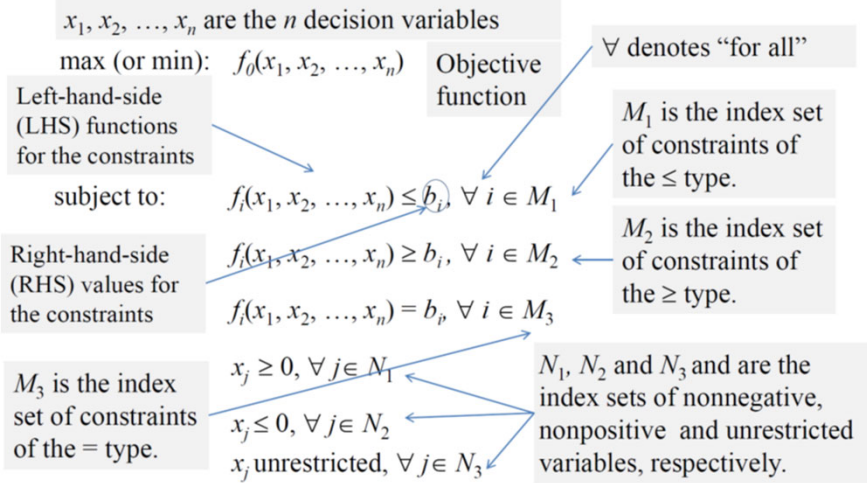 x₁, x₂, …, xₙ are the n decision variables
max (or min): f₀(x₁, x₂, …, xₙ)
Objective
function
∀ denotes “for all”
Left-hand-side
(LHS) functions
for the constraints
M₁ is the index set
of constraints of
the ≤ type.
subject to: fᵢ(x₁, x₂, …, xₙ) ≤ bᵢ, ∀ i ∈ M₁
Right-hand-side
(RHS) values for
the constraints
fᵢ(x₁, x₂, …, xₙ) ≥ bᵢ, ∀ i ∈ M₂
M₂ is the index set
of constraints of
the ≥ type.
fᵢ(x₁, x₂, …, xₙ) = bᵢ, ∀ i ∈ M₃
M₃ is the index
set of constraints
of the = type.
xⱼ ≥ 0, ∀ j∈ N₁
xⱼ ≤ 0, ∀ j∈ N₂
xⱼ unrestricted, ∀ j∈ N₃
N₁, N₂ and N₃ and are the
index sets of nonnegative,
nonpositive and unrestricted
variables, respectively.